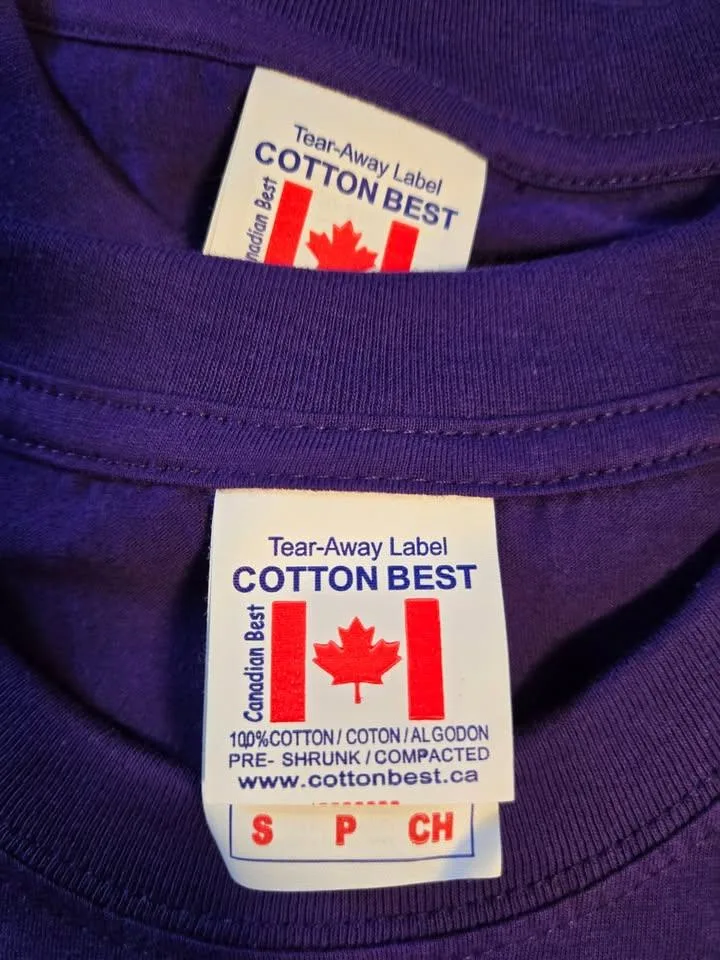 Tear-Away Label
COTTON BEST
nadian Best
Tear-Away Label
COTTON BEST
Canadian Best
100%COTTON / COTON / ALGODON
PRE- SHRUNK / COMPACTED
www.cottonbest.ca
S P CH